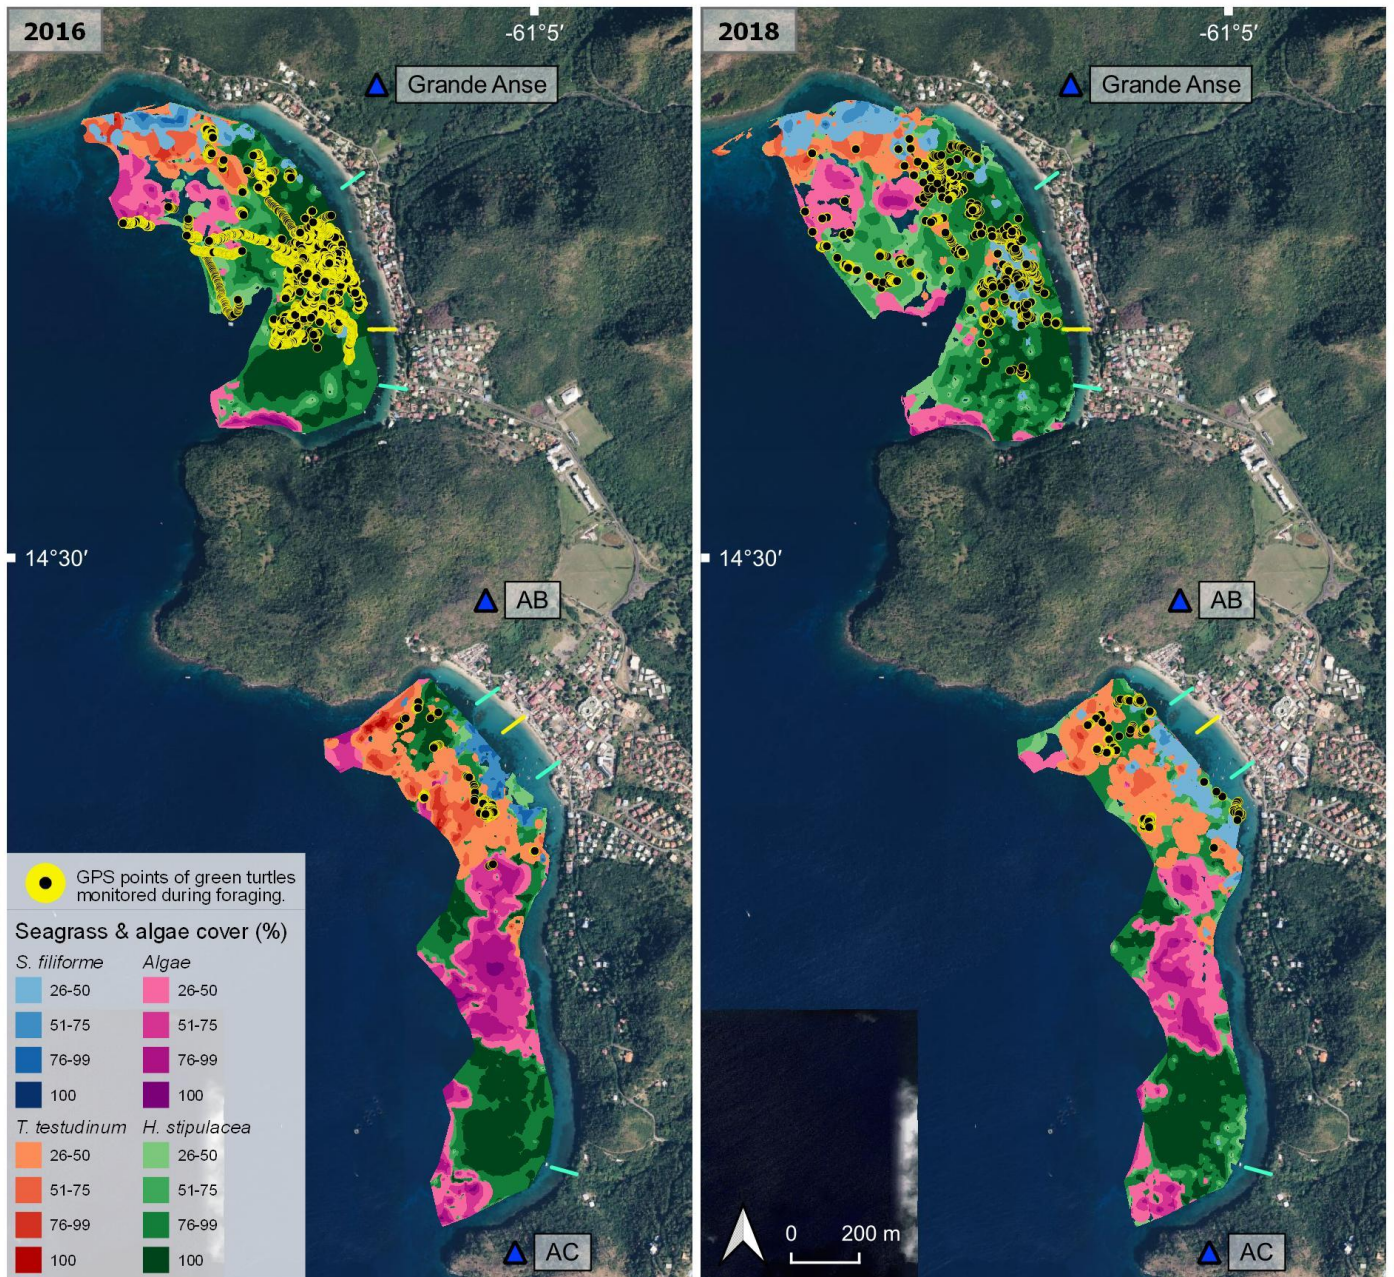 2016
-61°5′
Grande Anse
14°30′
AB
AC
GPS points of green turtles
monitored during foraging.
Seagrass & algae cover (%)
S. filiforme
26-50
51-75
76-99
100
Algae
26-50
51-75
76-99
100
T. testudinum
26-50
51-75
76-99
100
H. stipulacea
26-50
51-75
76-99
100
2018
-61°5′
Grande Anse
14°30′
AB
AC
0 200 m